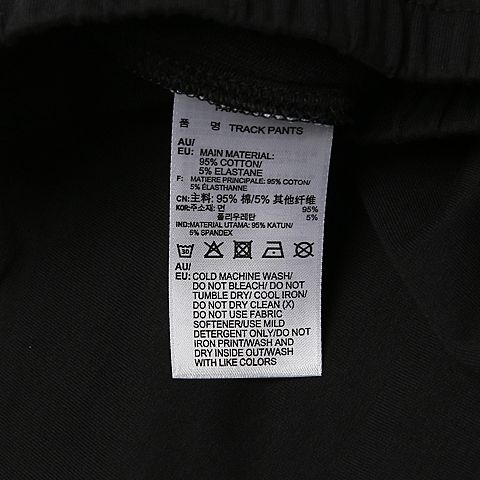 품 명 TRACK PANTS
AU/
EU: MAIN MATERIAL:
95% COTTON/
5% ELASTANE
F: MATIERE PRINCIPALE: 95% COTON/
5% ÉLASTHANNE
CN: 主料: 95% 棉/5% 其他纤维
KOR: 주소재: 면 95%
폴리우레탄 5%
IND: MATERIAL UTAMA: 95% KATUN/
5% SPANDEX
30
AU/
EU: COLD MACHINE WASH/
DO NOT BLEACH/ DO NOT
TUMBLE DRY/ COOL IRON/
DO NOT DRY CLEAN (X)
DO NOT USE FABRIC
SOFTENER/USE MILD
DETERGENT ONLY/DO NOT
IRON PRINT/WASH AND
DRY INSIDE OUT/WASH
WITH LIKE COLORS